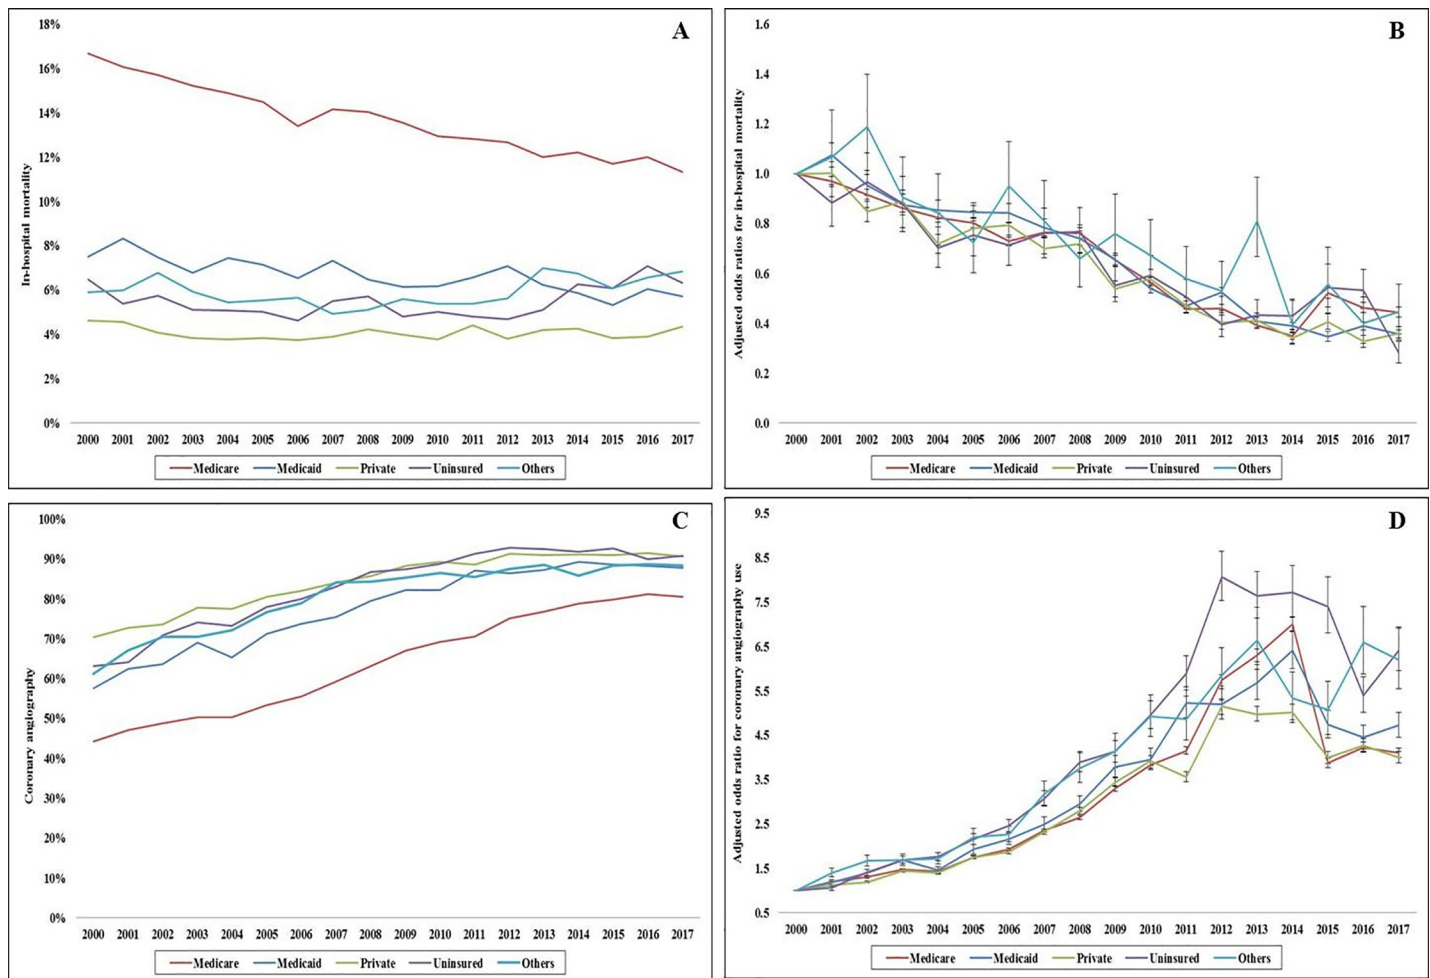 A
In-hospital mortality
18%
16%
14%
12%
10%
8%
6%
4%
2%
0%
2000 2001 2002 2003 2004 2005 2006 2007 2008 2009 2010 2011 2012 2013 2014 2015 2016 2017
Medicare Medicaid Private Uninsured Others
B
Adjusted odds ratios for in-hospital mortality
1.6
1.4
1.2
1.0
0.8
0.6
0.4
0.2
0.0
2000 2001 2002 2003 2004 2005 2006 2007 2008 2009 2010 2011 2012 2013 2014 2015 2016 2017
Medicare Medicaid Private Uninsured Others
C
Coronary angiography
100%
90%
80%
70%
60%
50%
40%
30%
20%
10%
0%
2000 2001 2002 2003 2004 2005 2006 2007 2008 2009 2010 2011 2012 2013 2014 2015 2016 2017
Medicare Medicaid Private Uninsured Others
D
Adjusted odds ratio for coronary angiography use
9.5
8.5
7.5
6.5
5.5
4.5
3.5
2.5
1.5
0.5
2000 2001 2002 2003 2004 2005 2006 2007 2008 2009 2010 2011 2012 2013 2014 2015 2016 2017
Medicare Medicaid Private Uninsured Others